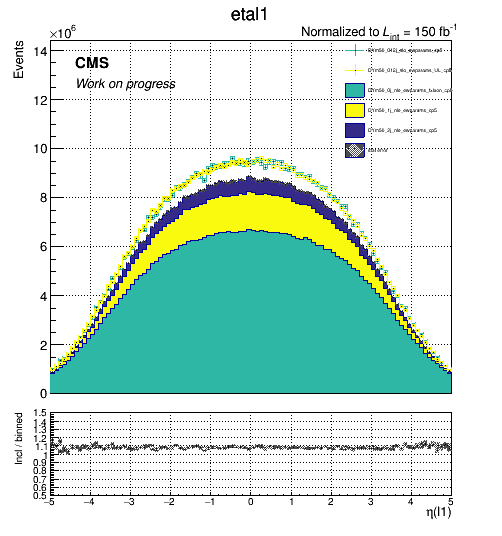 etal1
×10⁶
Normalized to L_int = 150 fb⁻¹
Events
CMS
Work on progress
14
12
10
8
6
4
2
0
1.5
1.4
1.3
1.2
1.1
1
0.9
0.8
0.7
0.6
0.5
Incl / binned
−5 −4 −3 −2 −1 0 1 2 3 4 5
η(l1)